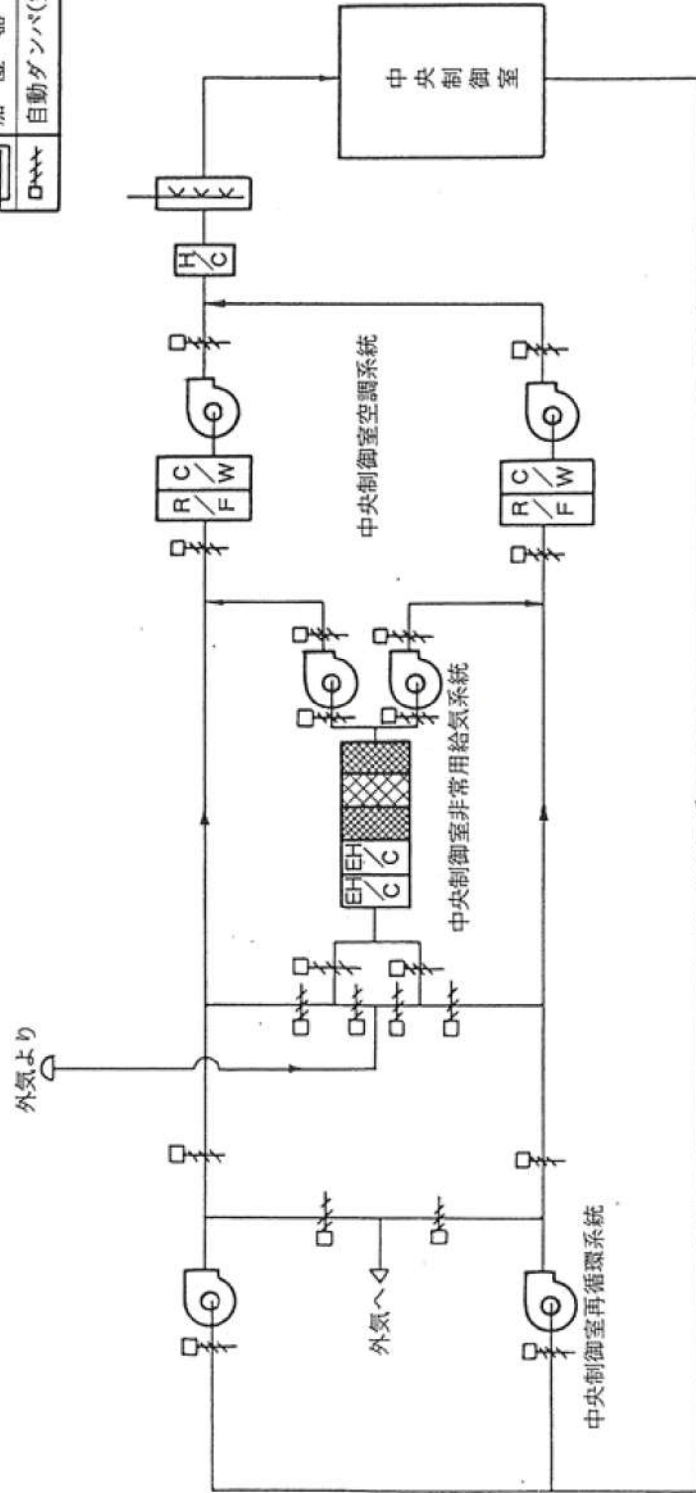 自動ダンパ
中央制御室
H/C
R/F C/W
中央制御室空調系統
R/F C/W
EH/C EH/C
中央制御室非常用給気系統
外気より
外気へ
中央制御室再循環系統